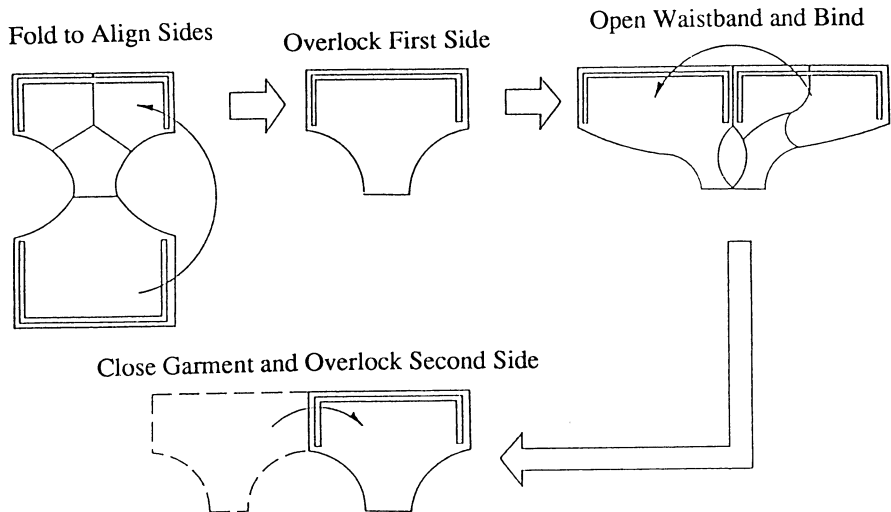 Fold to Align Sides
Overlock First Side
Open Waistband and Bind
Close Garment and Overlock Second Side